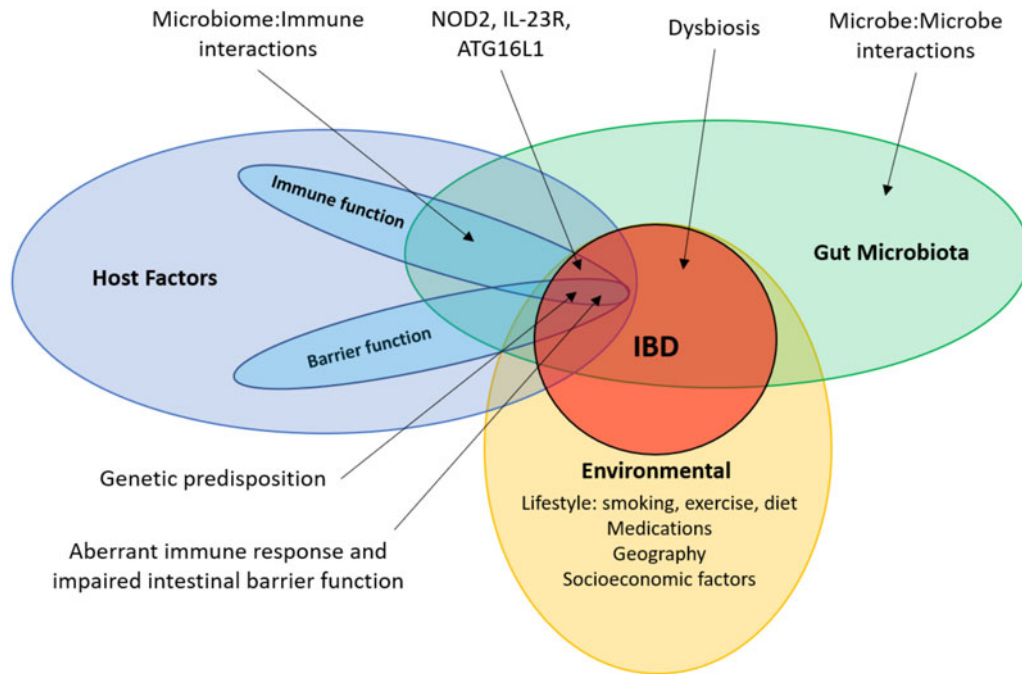 Microbiome:Immune
interactions
NOD2, IL-23R,
ATG16L1
Dysbiosis
Microbe:Microbe
interactions
Immune function
Host Factors
Barrier function
Gut Microbiota
IBD
Environmental
Lifestyle: smoking, exercise, diet
Medications
Geography
Socioeconomic factors
Genetic predisposition
Aberrant immune response and
impaired intestinal barrier function